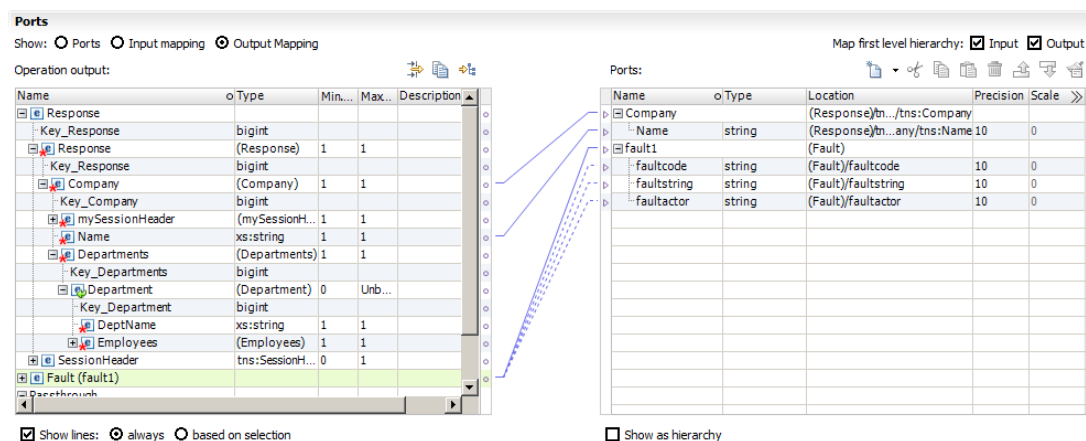 Ports
Show: Ports Input mapping Output Mapping
Map first level hierarchy: Input Output
Operation output:
Ports:
Name Type Min.... Max... Description
Response
Key_Response bigint
Response (Response) 1 1
Key_Response bigint
Company (Company) 1 1
Key_Company bigint
mySessionHeader (mySessionH... 1 1
Name xs:string 1 1
Departments (Departments) 1 1
Key_Departments bigint
Department (Department) 0 Unb...
Key_Department bigint
DeptName xs:string 1 1
Employees (Employees) 1 1
SessionHeader tns:SessionH... 0 1
Fault (fault1)
Passthrough
Name Type Location Precision Scale
Company (Response)/tn.../tns:Company
Name string (Response)/tn...any/tns:Name 10 0
fault1 (Fault)
faultcode string (Fault)/faultcode 10 0
faultstring string (Fault)/faultstring 10 0
faultactor string (Fault)/faultactor 10 0
Show lines: always based on selection
Show as hierarchy